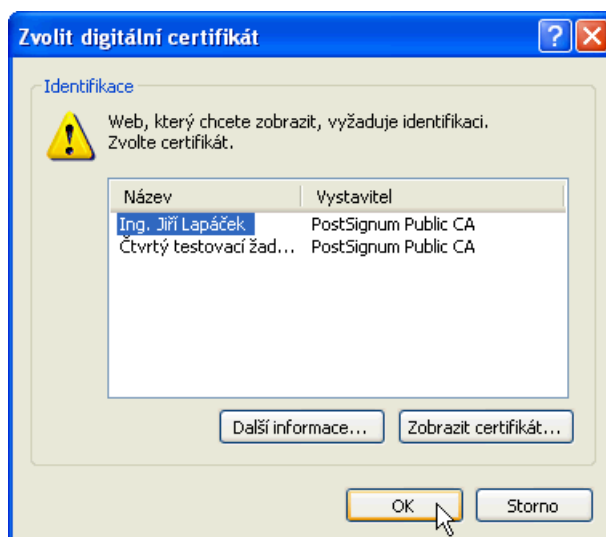 Zvolit digitální certifikát
Identifikace
Web, který chcete zobrazit, vyžaduje identifikaci.
Zvolte certifikát.
Název Vystavitel
Ing. Jiří Lapáček PostSignum Public CA
Čtvrtý testovací žad... PostSignum Public CA
Další informace... Zobrazit certifikát...
OK Storno